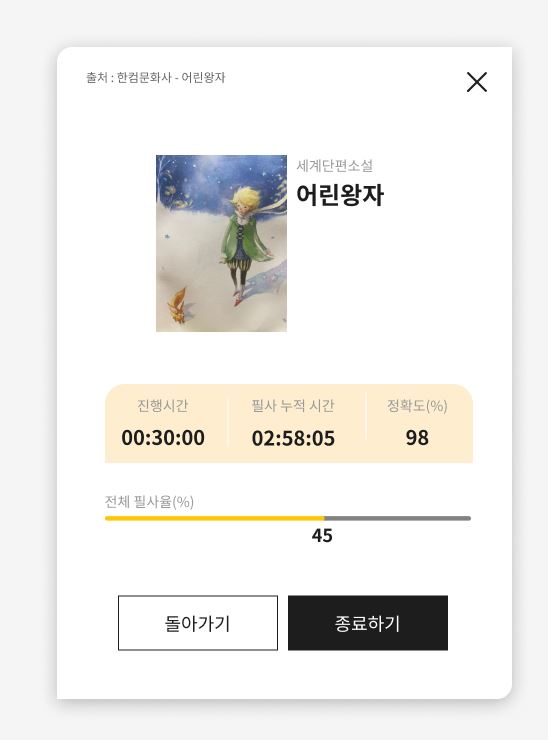 출처 : 한컴문화사 - 어린왕자
세계단편소설
어린왕자
진행시간
필사 누적 시간
정확도(%)
00:30:00
02:58:05
98
전체 필사율(%)
45
돌아가기
종료하기